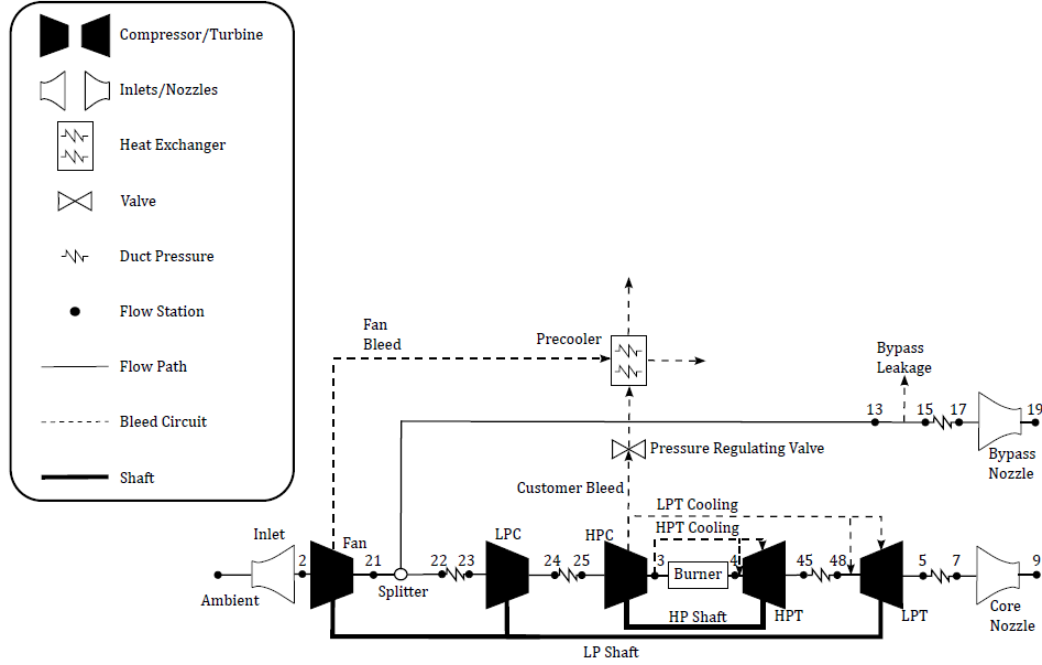 Compressor/Turbine
Inlets/Nozzles
Heat Exchanger
Valve
Duct Pressure
Flow Station
Flow Path
Bleed Circuit
Shaft
Fan
Bleed
Precooler
Bypass
Leakage
13
15
17
19
Pressure Regulating Valve
Bypass
Nozzle
Customer Bleed
LPT Cooling
HPT Cooling
Inlet
Fan
LPC
HPC
2
21
22
23
24
25
3
Burner
4
45
48
5
7
9
Ambient
Splitter
HP Shaft
HPT
LPT
Core
Nozzle
LP Shaft